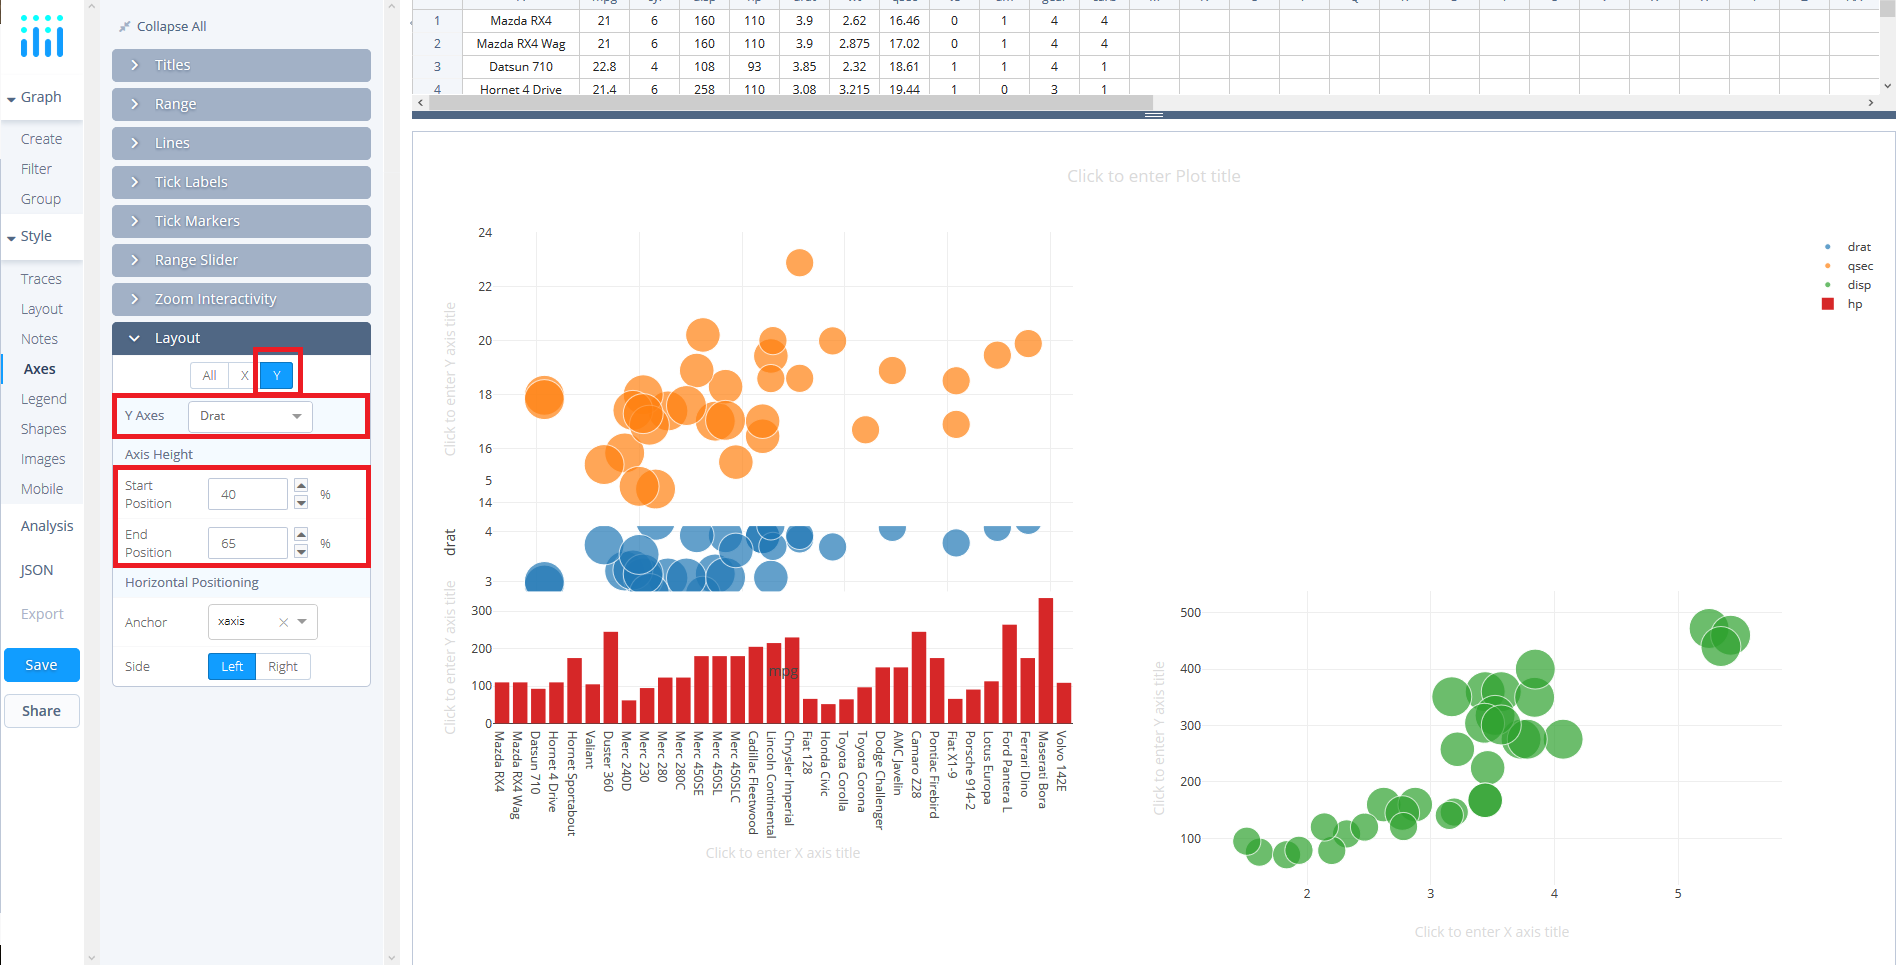 mpg cyl disp hp drat wt qsec vs am gear carb
1 Mazda RX4 21 6 160 110 3.9 2.62 16.46 0 1 4 4
2 Mazda RX4 Wag 21 6 160 110 3.9 2.875 17.02 0 1 4 4
3 Datsun 710 22.8 4 108 93 3.85 2.32 18.61 1 1 4 1
4 Hornet 4 Drive 21.4 6 258 110 3.08 3.215 19.44 1 0 3 1
Graph
Create
Filter
Group
Style
Traces
Layout
Notes
Axes
Legend
Shapes
Images
Mobile
Analysis
JSON
Export
Save
Share
Collapse All
Titles
Range
Lines
Tick Labels
Tick Markers
Range Slider
Zoom Interactivity
Layout
All X Y
Y Axes Drat
Axis Height
Start Position 40 %
End Position 65 %
Horizontal Positioning
Anchor xaxis
Side Left Right
Click to enter Plot title
Click to enter Y axis title
24
22
20
18
16
14
drat
5
4
3
Click to enter Y axis title
300
200
100
0
mpg
Mazda RX4
Mazda RX4 Wag
Datsun 710
Hornet 4 Drive
Hornet Sportabout
Valiant
Duster 360
Merc 240D
Merc 230
Merc 280
Merc 280C
Merc 450SE
Merc 450SL
Merc 450SLC
Cadillac Fleetwood
Lincoln Continental
Chrysler Imperial
Fiat 128
Honda Civic
Toyota Corolla
Toyota Corona
Dodge Challenger
AMC Javelin
Camaro Z28
Pontiac Firebird
Fiat X1-9
Porsche 914-2
Lotus Europa
Ford Pantera L
Ferrari Dino
Maserati Bora
Volvo 142E
Click to enter X axis title
drat
qsec
disp
hp
Click to enter Y axis title
500
400
300
200
100
2 3 4 5
Click to enter X axis title